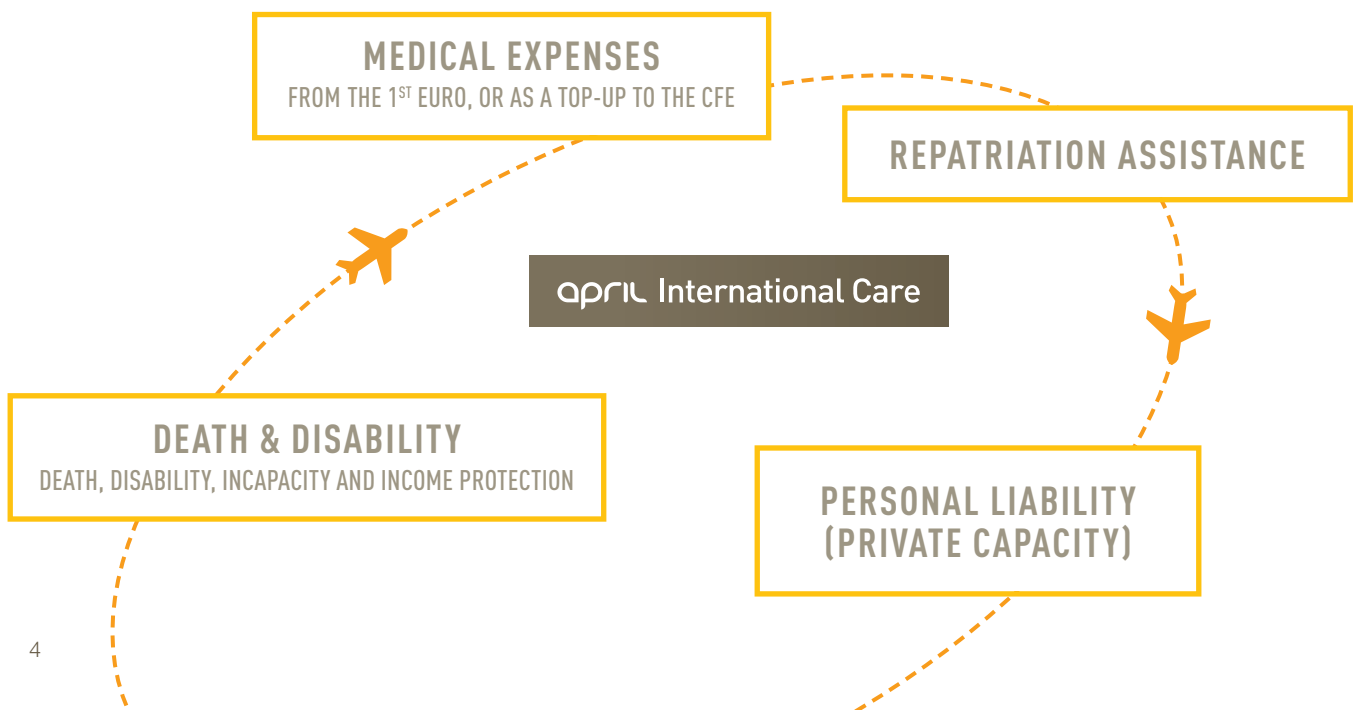 MEDICAL EXPENSES
FROM THE 1ST EURO, OR AS A TOP-UP TO THE CFE
REPATRIATION ASSISTANCE
april International Care
DEATH & DISABILITY
DEATH, DISABILITY, INCAPACITY AND INCOME PROTECTION
PERSONAL LIABILITY
(PRIVATE CAPACITY)
4